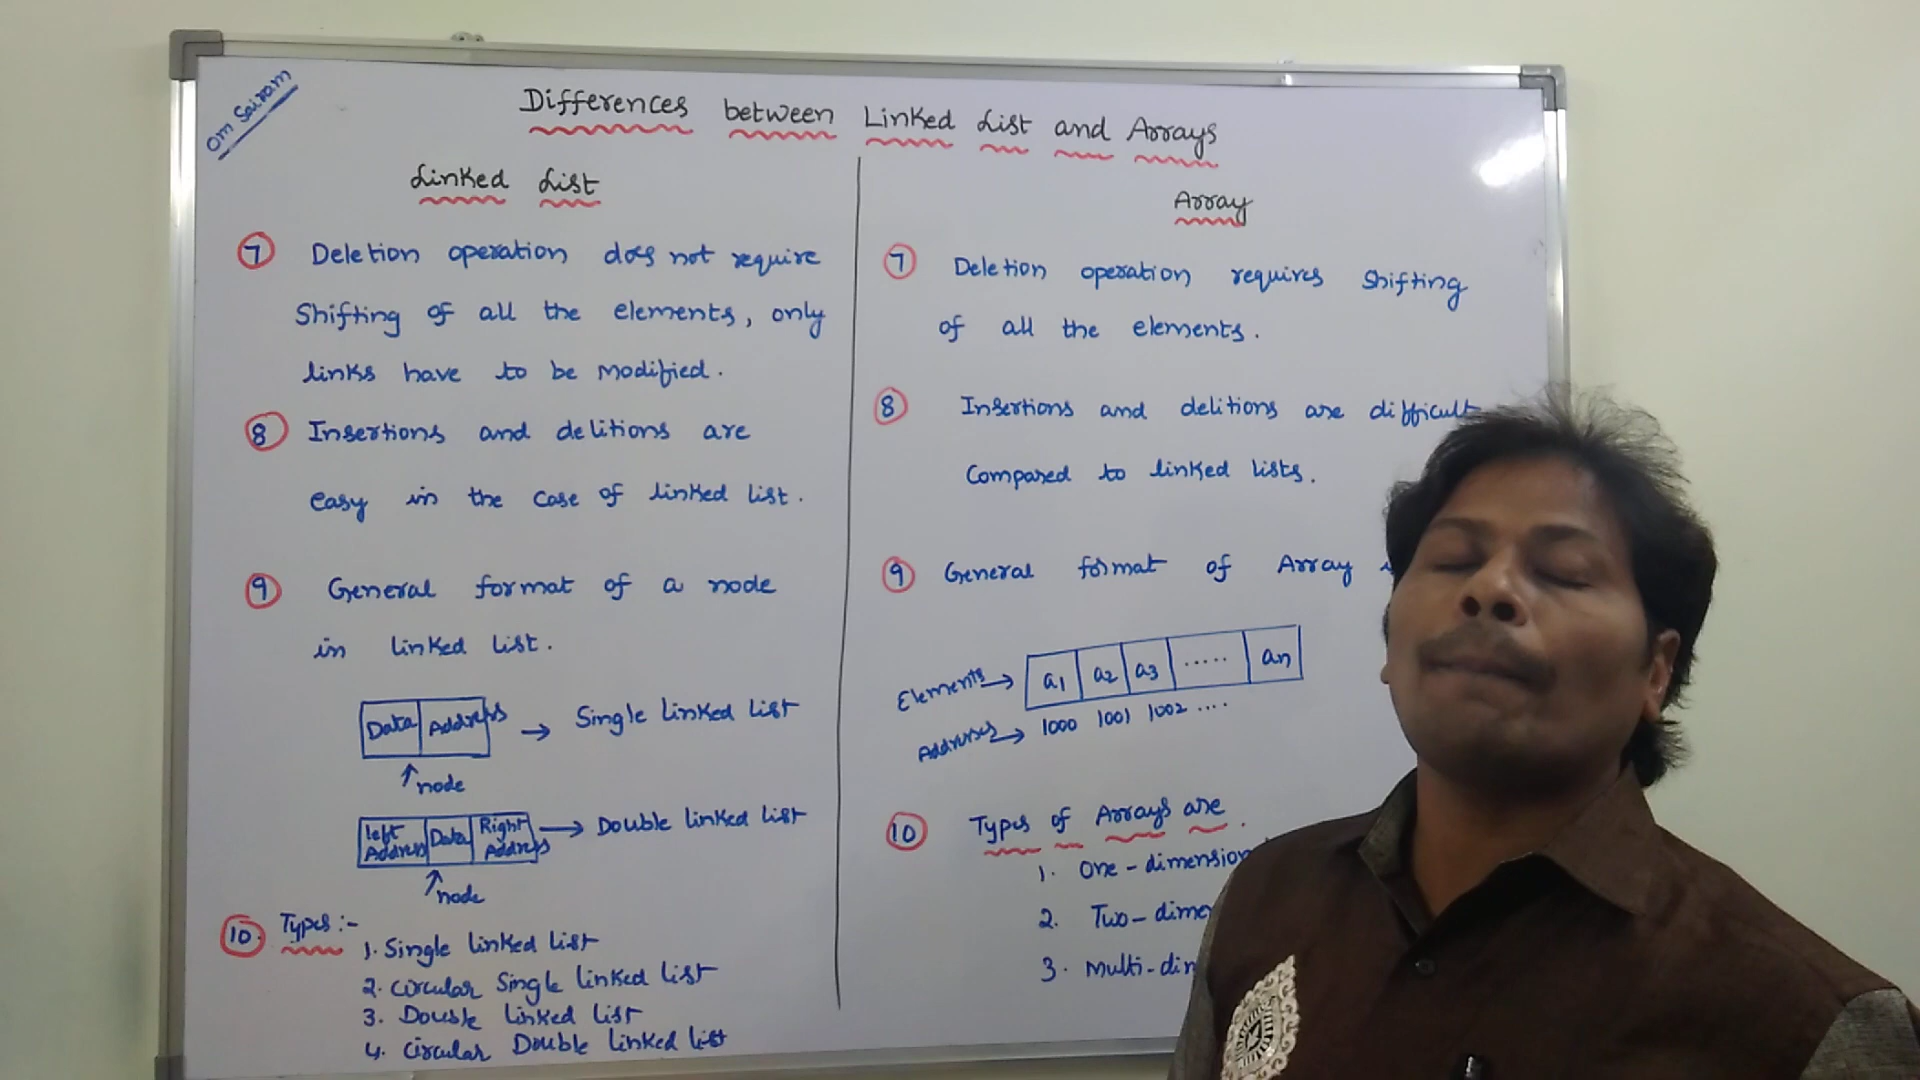 Om Sairam
Differences between Linked List and Arrays
Linked List
7 Deletion operation does not require
Shifting of all the elements, only
links have to be modified.
8 Insertions and delitions are
easy in the case of linked list.
9 General format of a node
in linked list.
Data Address → Single linked list
↑ node
left Address Data Right Address → Double linked list
↑ node
10. Types :-
1. Single linked list
2. circular Single linked list
3. Double linked list
4. circular Double linked list
Array
7 Deletion operation requires Shifting
of all the elements.
8 Insertions and delitions are difficult
Compared to linked lists.
9 General format of Array
Elements → a1 a2 a3 ..... an
Addresses → 1000 1001 1002 ....
10 Types of Arrays are.
1. One-dimension
2. Two-dime
3. Multi-dim